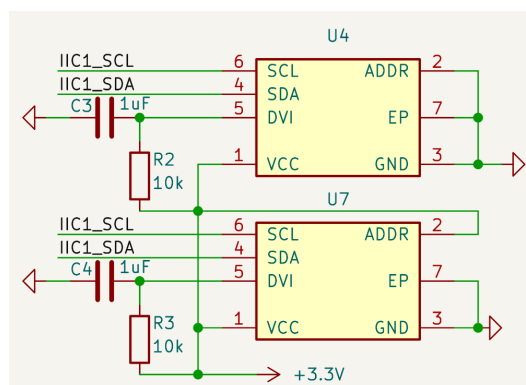 U4
IIC1_SCL 6 SCL ADDR 2
IIC1_SDA 4 SDA
C3 1uF 5 DVI EP 7
1 VCC GND 3
R2
10k
U7
IIC1_SCL 6 SCL ADDR 2
IIC1_SDA 4 SDA
C4 1uF 5 DVI EP 7
1 VCC GND 3
R3
10k
+3.3V